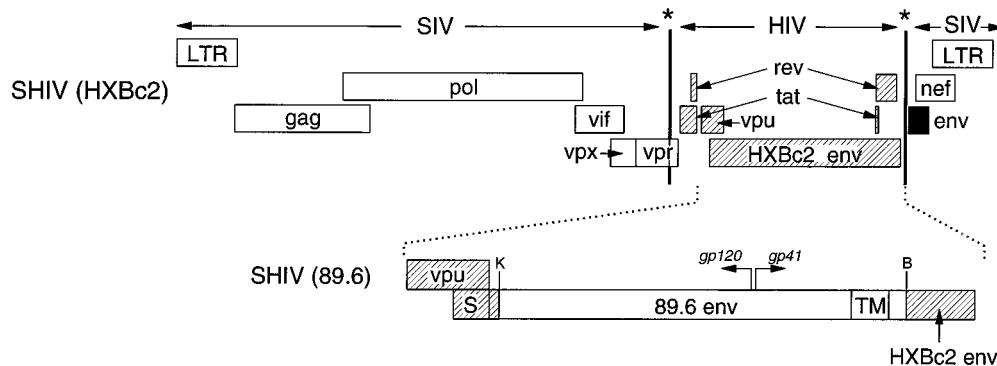 SIV * HIV * SIV
LTR LTR
SHIV (HXBc2) pol rev nef
gag vif tat vpu env
vpx vpr HXBc2 env
SHIV (89.6) vpu K gp120 gp41 B
S 89.6 env TM
HXBc2 env